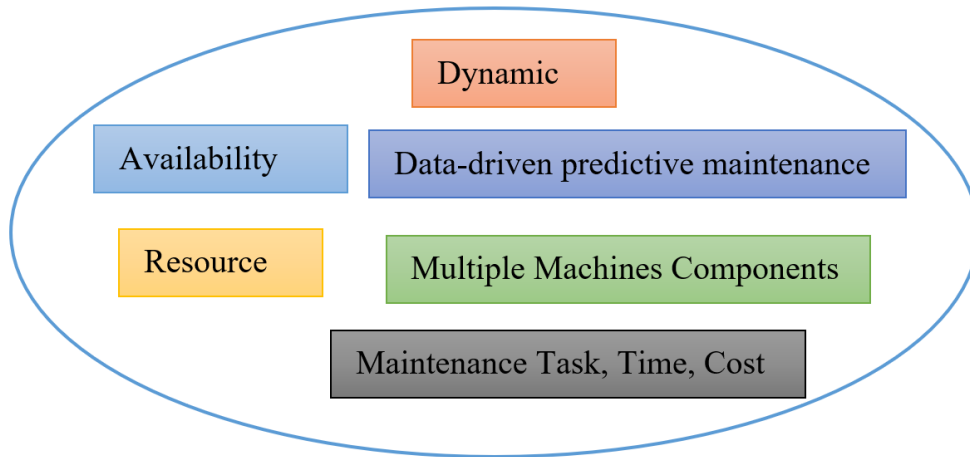 Dynamic
Availability
Data-driven predictive maintenance
Resource
Multiple Machines Components
Maintenance Task, Time, Cost